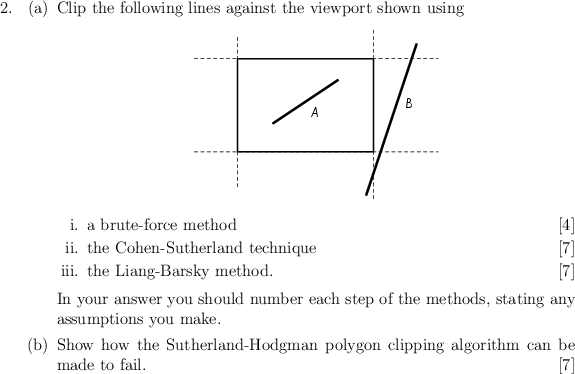 2. (a) Clip the following lines against the viewport shown using
A
B
i. a brute-force method [4]
ii. the Cohen-Sutherland technique [7]
iii. the Liang-Barsky method. [7]
In your answer you should number each step of the methods, stating any
assumptions you make.
(b) Show how the Sutherland-Hodgman polygon clipping algorithm can be
made to fail. [7]